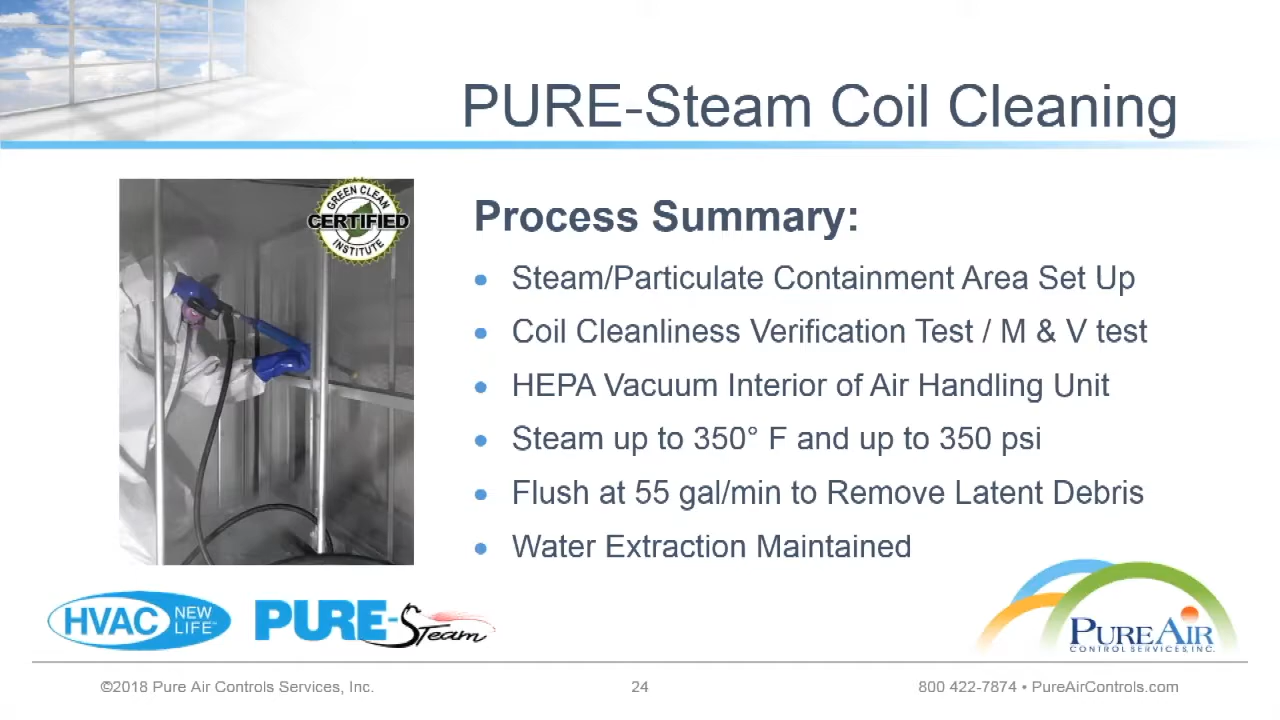 PURE-Steam Coil Cleaning
GREEN CLEAN
CERTIFIED
INSTITUTE
Process Summary:
• Steam/Particulate Containment Area Set Up
• Coil Cleanliness Verification Test / M & V test
• HEPA Vacuum Interior of Air Handling Unit
• Steam up to 350° F and up to 350 psi
• Flush at 55 gal/min to Remove Latent Debris
• Water Extraction Maintained
HVAC NEW
LIFE™
PURE-Steam
PURE AIR
CONTROL SERVICES, INC.
©2018 Pure Air Controls Services, Inc.
24
800 422-7874 • PureAirControls.com